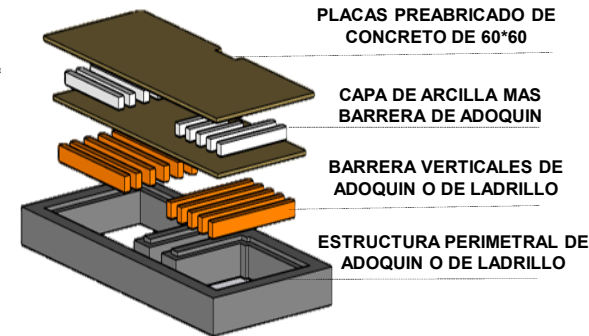 PLACAS PREABRICADO DE
CONCRETO DE 60*60
CAPA DE ARCILLA MAS
BARRERA DE ADOQUIN
BARRERA VERTICALES DE
ADOQUIN O DE LADRILLO
ESTRUCTURA PERIMETRAL DE
ADOQUIN O DE LADRILLO